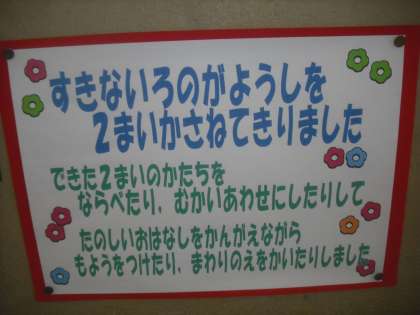 すきないろのがようしを
2まいかさねてきりました
できた2まいのかたちを
ならべたり，むかいあわせにしたりして
たのしいおはなしをかんがえながら
もようをつけたり，まわりのえをかいたりしました